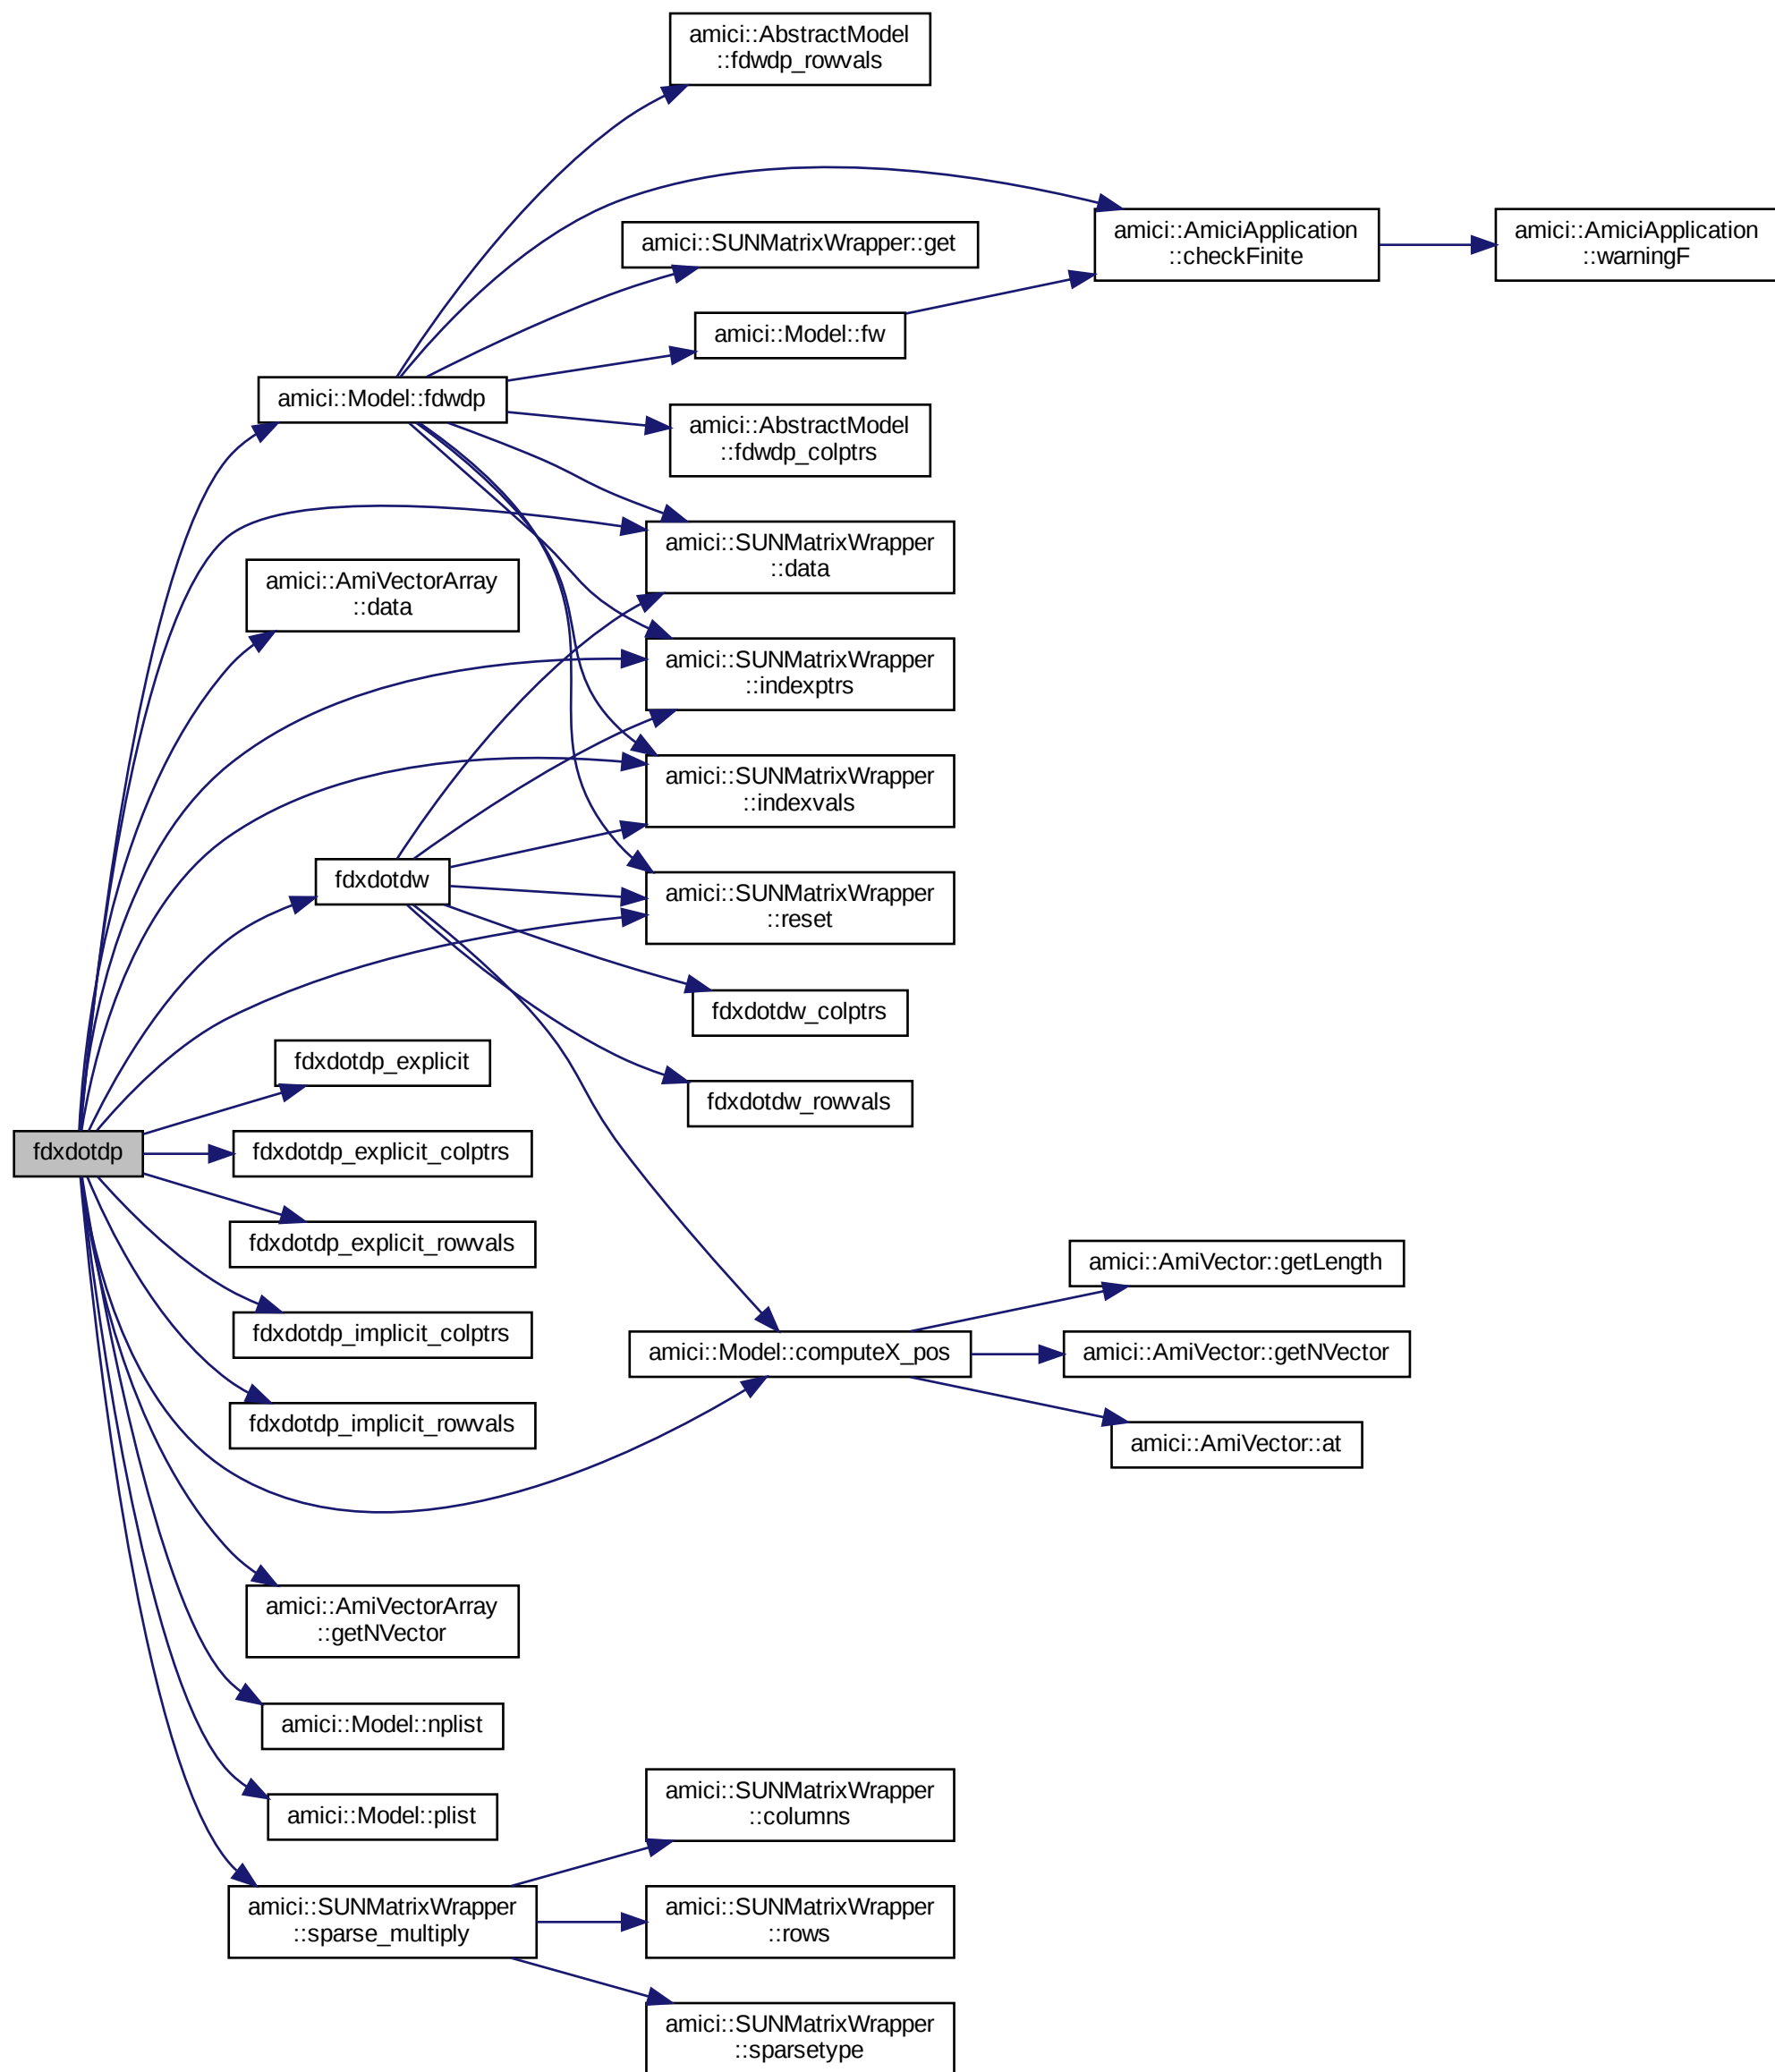 amici::AbstractModel
::fdwdp_rowvals
amici::AmiciApplication
::checkFinite
amici::AmiciApplication
::warningF
amici::SUNMatrixWrapper::get
amici::Model::fw
amici::Model::fdwdp
amici::AbstractModel
::fdwdp_colptrs
amici::SUNMatrixWrapper
::data
amici::AmiVectorArray
::data
amici::SUNMatrixWrapper
::indexptrs
amici::SUNMatrixWrapper
::indexvals
fdxdotdw
amici::SUNMatrixWrapper
::reset
fdxdotdw_colptrs
fdxdotdp_explicit
fdxdotdw_rowvals
fdxdotdp
fdxdotdp_explicit_colptrs
fdxdotdp_explicit_rowvals
amici::AmiVector::getLength
fdxdotdp_implicit_colptrs
amici::Model::computeX_pos
amici::AmiVector::getNVector
fdxdotdp_implicit_rowvals
amici::AmiVector::at
amici::AmiVectorArray
::getNVector
amici::Model::nplist
amici::Model::plist
amici::SUNMatrixWrapper
::columns
amici::SUNMatrixWrapper
::sparse_multiply
amici::SUNMatrixWrapper
::rows
amici::SUNMatrixWrapper
::sparsetype